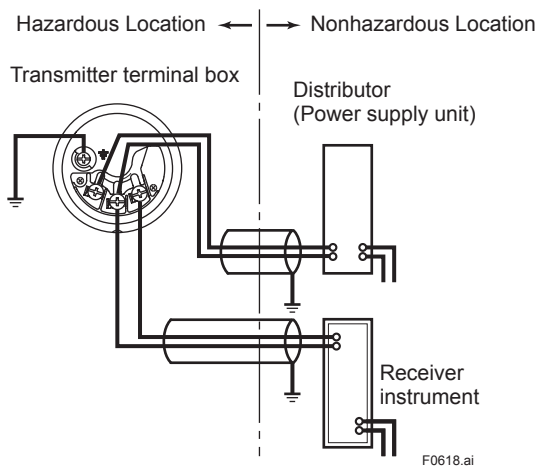 Hazardous Location
Nonhazardous Location
Transmitter terminal box
Distributor
(Power supply unit)
Receiver
instrument
F0618.ai